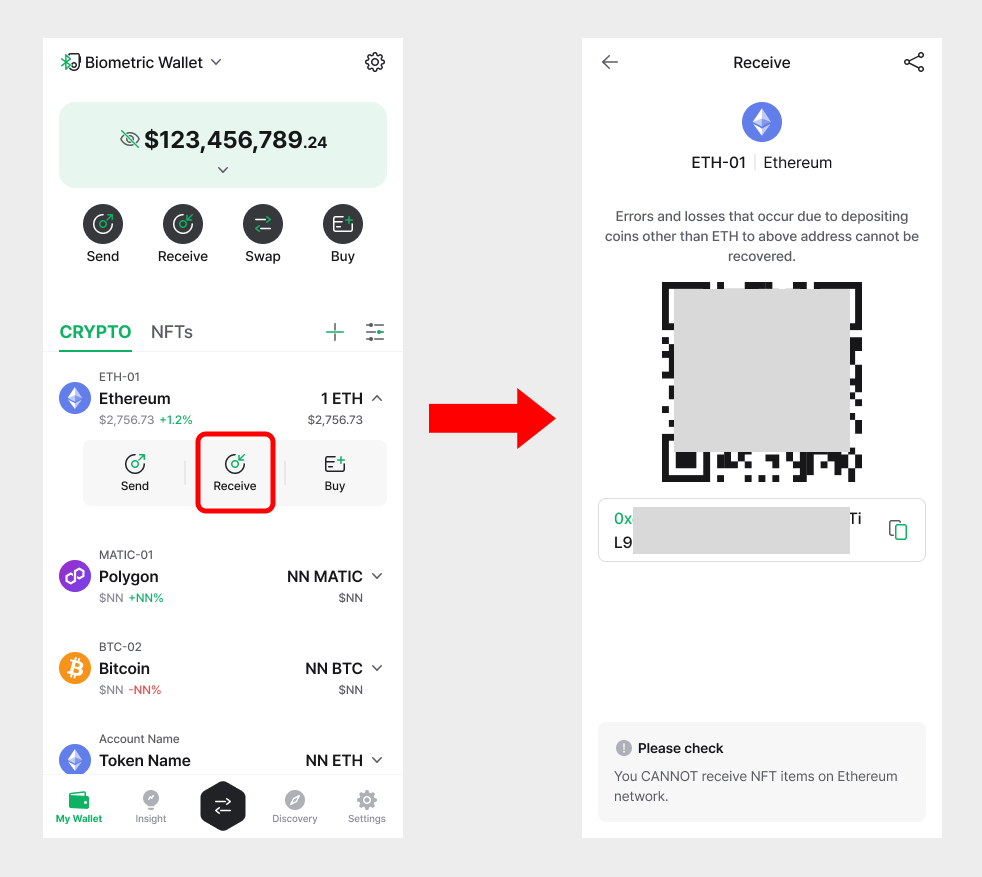 Biometric Wallet
$123,456,789.24
Send Receive Swap Buy
CRYPTO NFTs
ETH-01
Ethereum 1 ETH
$2,756.73 +1.2% $2,756.73
Send Receive Buy
MATIC-01
Polygon NN MATIC
$NN +NN% $NN
BTC-02
Bitcoin NN BTC
$NN -NN% $NN
Account Name
Token Name NN ETH
My Wallet Insight Discovery Settings
Receive
ETH-01 Ethereum
Errors and losses that occur due to depositing
coins other than ETH to above address cannot be
recovered.
0x Ti
L9
Please check
You CANNOT receive NFT items on Ethereum
network.